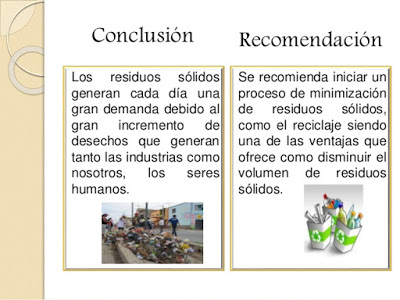 Conclusión
Los residuos sólidos
generan cada día una
gran demanda debido al
gran incremento de
desechos que generan
tanto las industrias como
nosotros, los seres
humanos.
Recomendación
Se recomienda iniciar un
proceso de minimización
de residuos sólidos,
como el reciclaje siendo
una de las ventajas que
ofrece como disminuir el
volumen de residuos
sólidos.